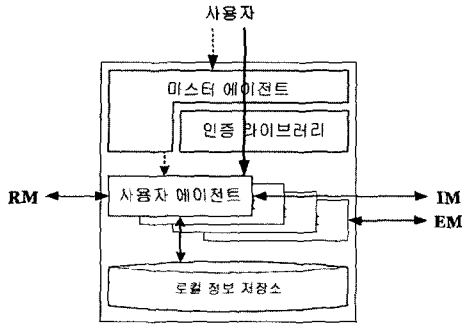 사용자
마스터 에이전트
인증 라이브러리
RM
사용자 에이전트
IM
EM
로컬 정보 저장소